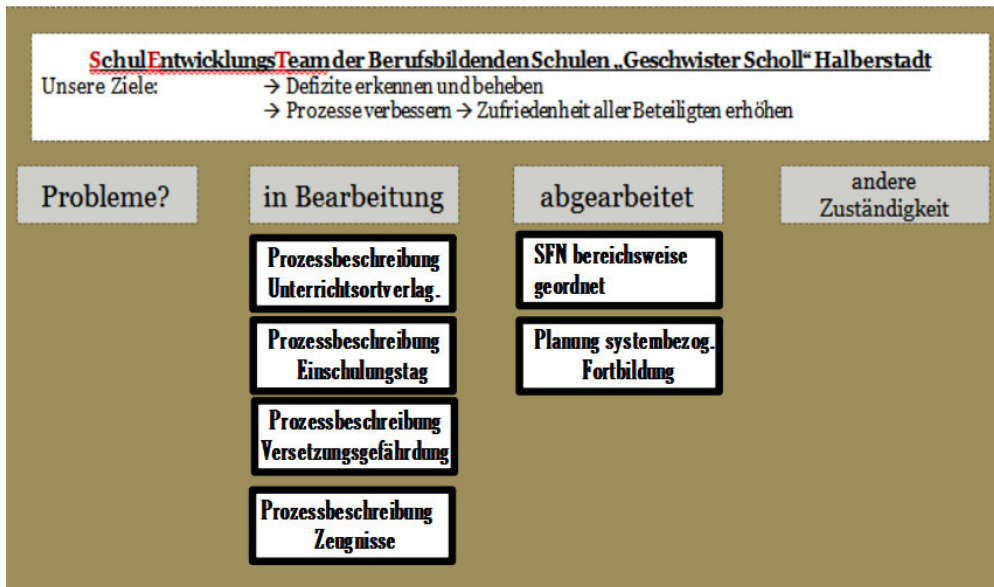 SchulEntwicklungsTeam der Berufsbildenden Schulen „Geschwister Scholl“ Halberstadt
Unsere Ziele: → Defizite erkennen und beheben
→ Prozesse verbessern → Zufriedenheit aller Beteiligten erhöhen
Probleme?
in Bearbeitung
abgearbeitet
andere
Zuständigkeit
Prozessbeschreibung
Unterrichtsortverlag.
Prozessbeschreibung
Einschulungstag
Prozessbeschreibung
Versetzungsgefährdung
Prozessbeschreibung
Zeugnisse
SFN bereichsweise
geordnet
Planung systembezog.
Fortbildung